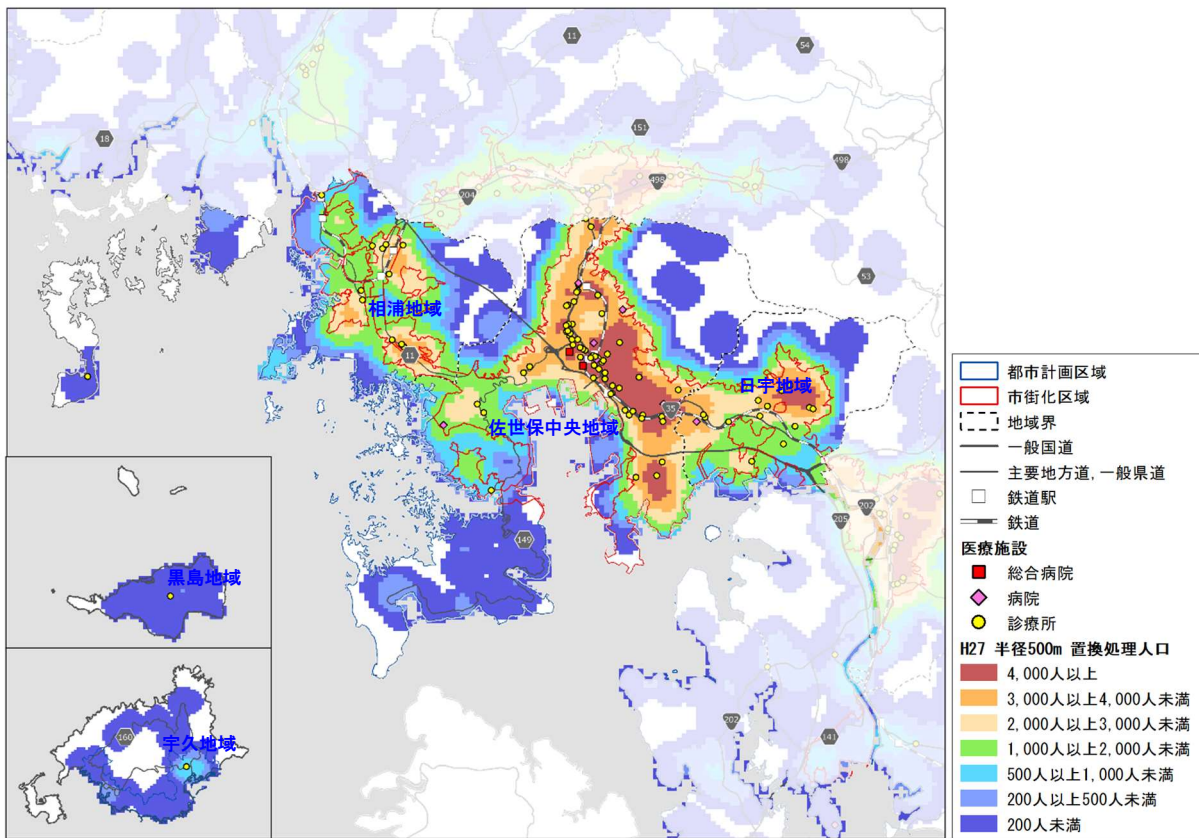 11
54
18
151
498
204
498
53
相浦地域
11
日宇地域
35
佐世保中央地域
205
202
149
黒島地域
160
宇久地域
202
141
都市計画区域
市街化区域
地域界
一般国道
主要地方道,一般県道
鉄道駅
鉄道
医療施設
総合病院
病院
診療所
H27 半径500m 置換処理人口
4,000人以上
3,000人以上4,000人未満
2,000人以上3,000人未満
1,000人以上2,000人未満
500人以上1,000人未満
200人以上500人未満
200人未満